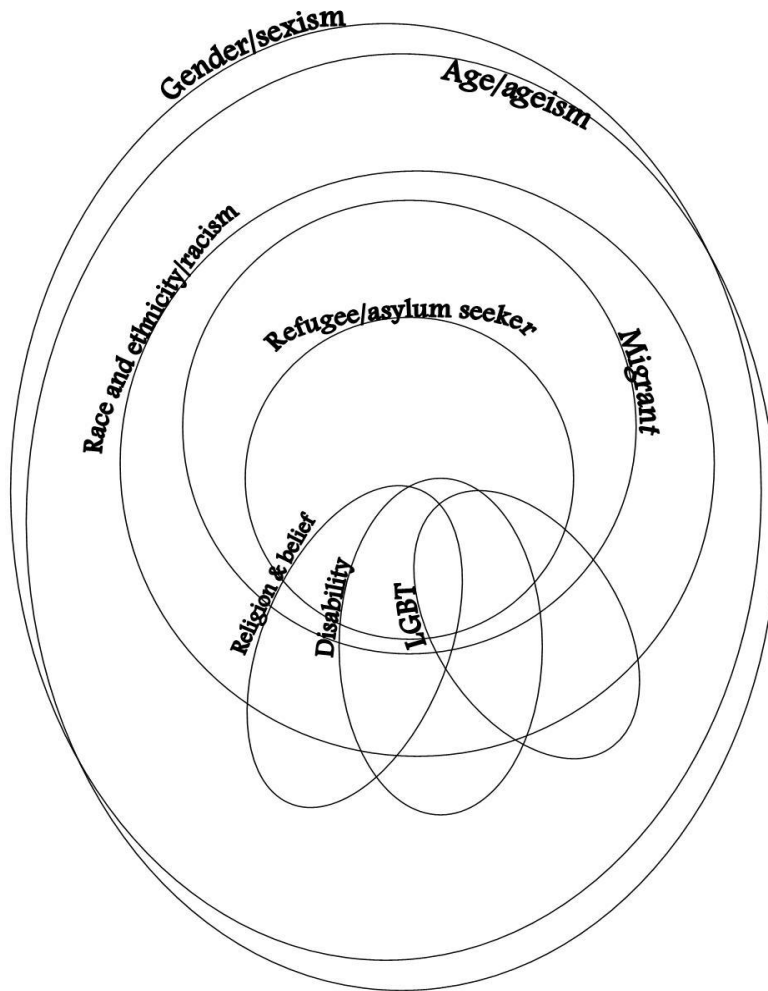 Gender/sexism
Age/ageism
Race and ethnicity/racism
Refugee/asylum seeker
Migrant
Religion & belief
Disability
LGBT